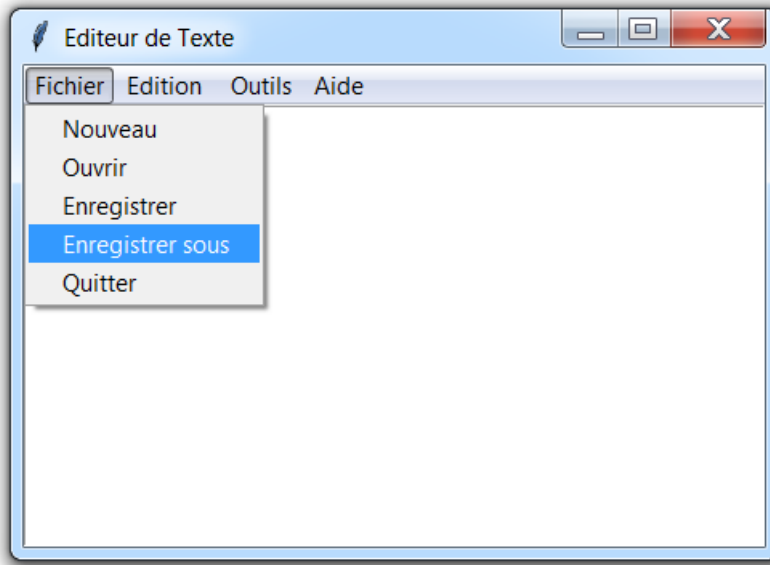 Editeur de Texte
Fichier Edition Outils Aide
Nouveau
Ouvrir
Enregistrer
Enregistrer sous
Quitter